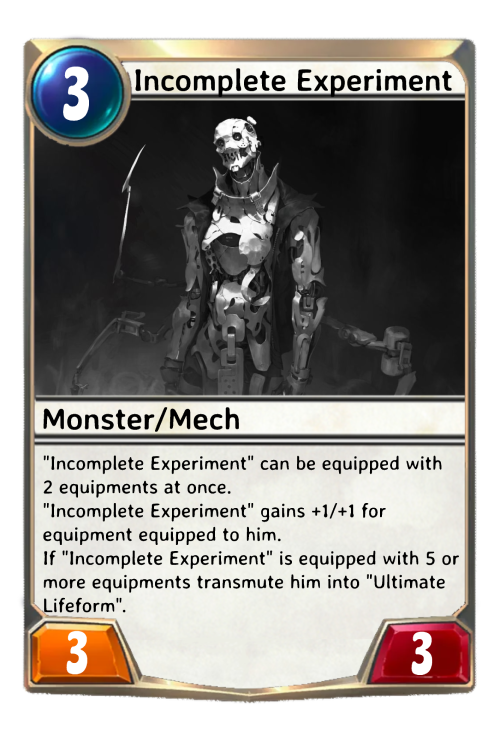 3
Incomplete Experiment
Monster/Mech
"Incomplete Experiment" can be equipped with
2 equipments at once.
"Incomplete Experiment" gains +1/+1 for
equipment equipped to him.
If "Incomplete Experiment" is equipped with 5 or
more equipments transmute him into "Ultimate
Lifeform".
3
3